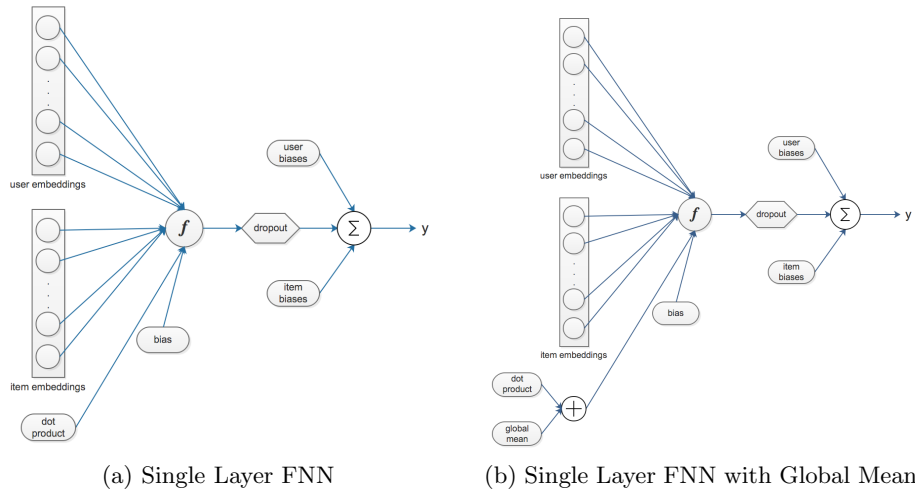 user embeddings
user
biases
f
dropout
Σ
y
item
biases
bias
item embeddings
dot
product
(a) Single Layer FNN
user embeddings
user
biases
f
dropout
Σ
y
item
biases
bias
item embeddings
dot
product
+
global
mean
(b) Single Layer FNN with Global Mean